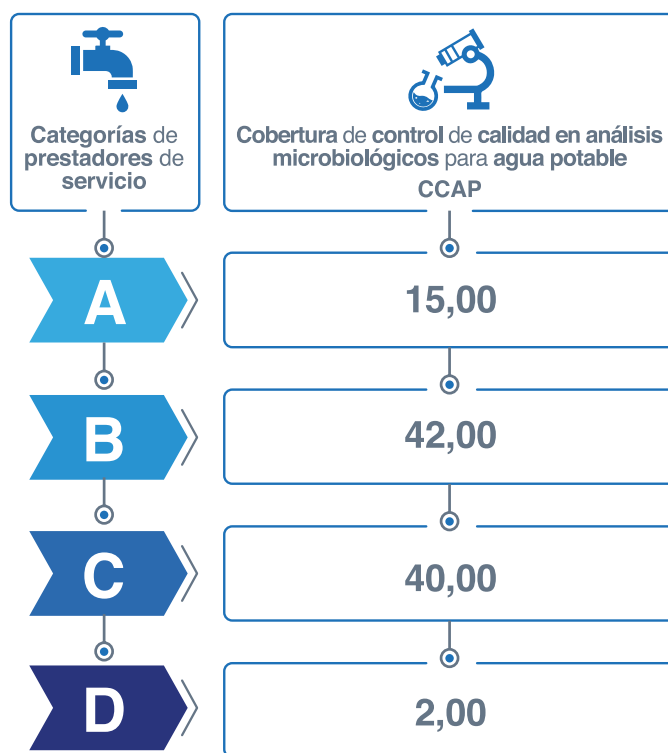 Categorías de
prestadores de
servicio
Cobertura de control de calidad en análisis
microbiológicos para agua potable
CCAP
A
15,00
B
42,00
C
40,00
D
2,00